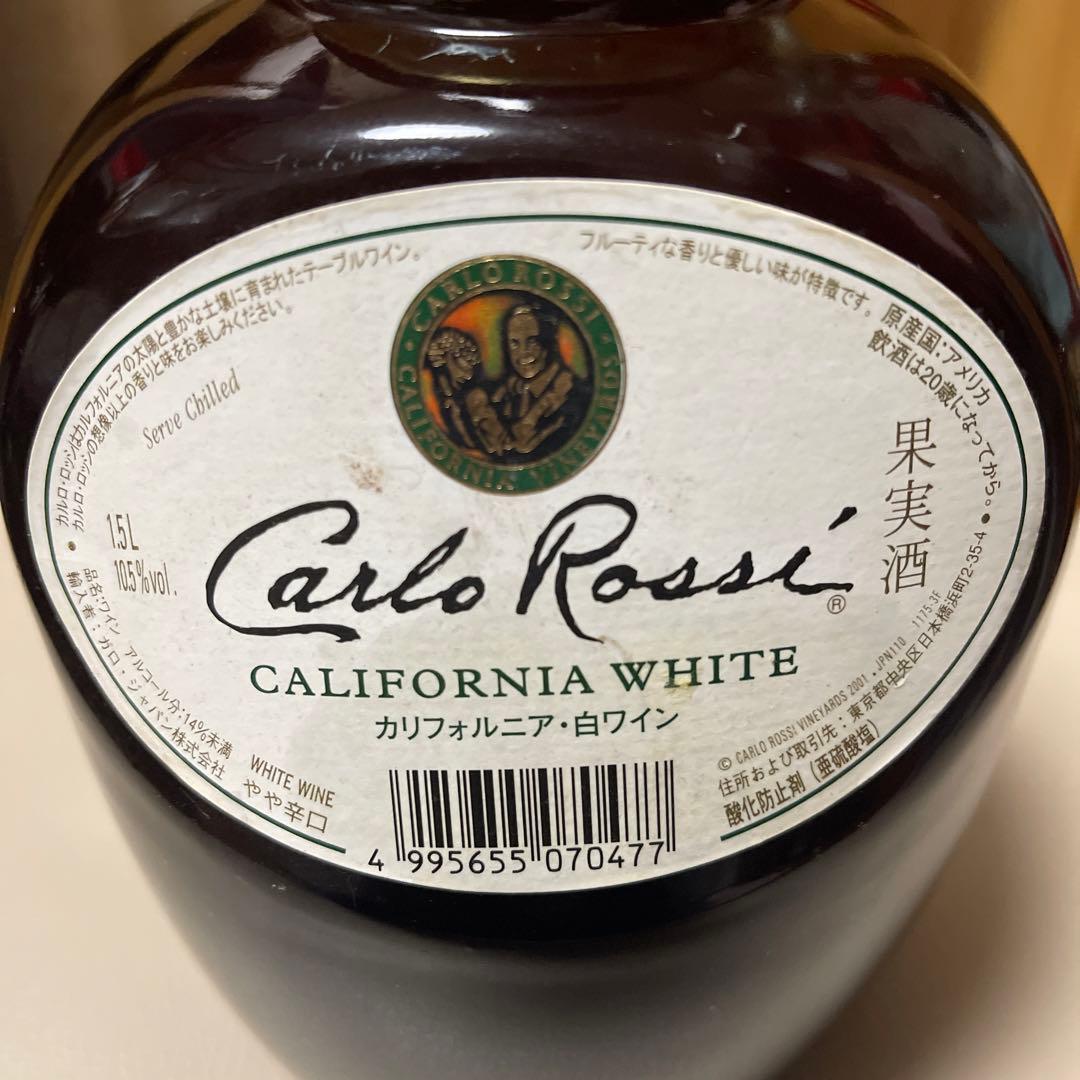 カルロ・ロッシはカルフォルニアの太陽と豊かな土壌に育まれたテーブルワイン。
カルロ・ロッシの想像以上の香りと味をお楽しみください。
フルーティな香りと優しい味が特徴です。 原産国:アメリカ
飲酒は20歳になってから。
CARLO ROSSI
CALIFORNIA VINEYARDS
Serve Chilled
果実酒
1.5L
10.5%vol.
Carlo Rossi®
CALIFORNIA WHITE
カリフォルニア・白ワイン
品名:ワイン アルコール分:14%未満 WHITE WINE
輸入者:ガロ・ジャパン株式会社 やや辛口
© CARLO ROSSI VINEYARDS 2001 . JPN110 1175-3F
住所および取引先:東京都中央区日本橋浜町2-35-4
酸化防止剤(亜硫酸塩)
4 995655 070477